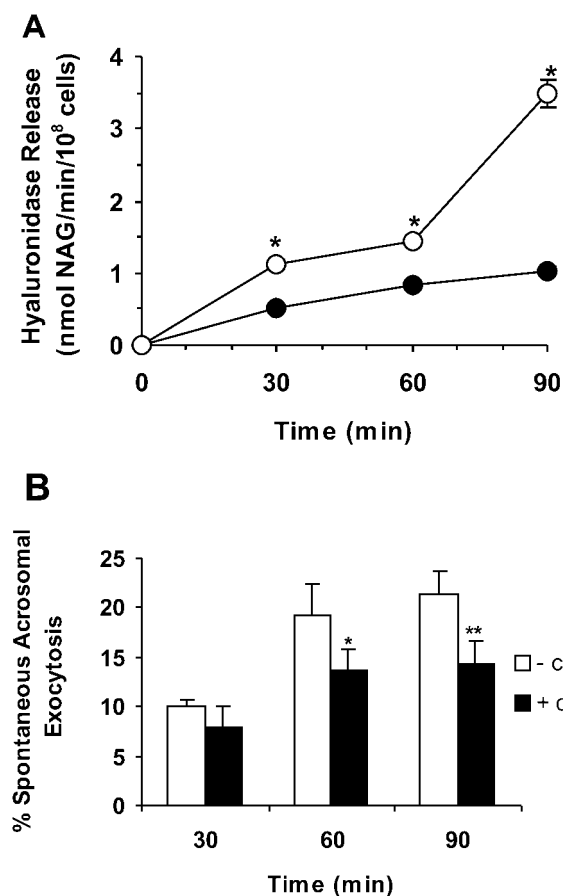 A
Hyaluronidase Release
(nmol NAG/min/10⁸ cells)
4
3
2
1
0
*
*
*
0 30 60 90
Time (min)
B
% Spontaneous Acrosomal
Exocytosis
25
20
15
10
5
0
*
**
- c
+ c
30 60 90
Time (min)